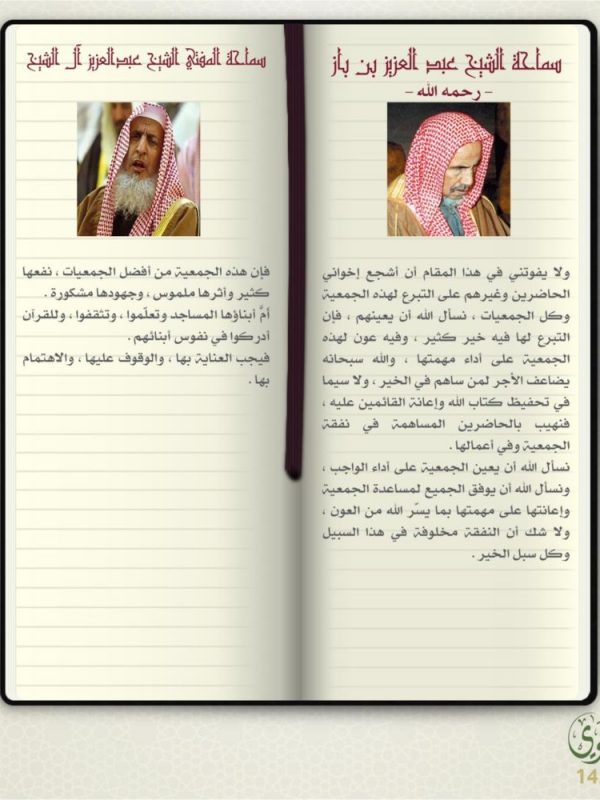 سماحة الشيخ عبد العزيز بن باز
- رحمه الله -
ولا يفوتني في هذا المقام أن أشجع إخواني
الحاضرين وغيرهم على التبرع لهذه الجمعية
وكل الجمعيات ، نسأل الله أن يعينهم ، فإن
التبرع لها فيه خير كثير ، وفيه عون لهذه
الجمعية على أداء مهمتها ، والله سبحانه
يضاعف الأجر لمن ساهم في الخير ، ولا سيما
في تحفيظ كتاب الله وإعانة القائمين عليه ،
فنهيب بالحاضرين المساهمة في نفقة
الجمعية وفي أعمالها .
نسأل الله أن يعين الجمعية على أداء الواجب ،
ونسأل الله أن يوفق الجميع لمساعدة الجمعية
وإعانتها على مهمتها بما يسّر الله من العون ،
ولا شك أن النفقة مخلوفة في هذا السبيل
وكل سبل الخير .
سماحة المفتي الشيخ عبدالعزيز آل الشيخ
فإن هذه الجمعية من أفضل الجمعيات ، نفعها
كثير وأثرها ملموس ، وجهودها مشكورة .
أمَّ أبناؤها المساجد وتعلّموا ، وتثقفوا ، وللقرآن
أدركوا في نفوس أبنائهم .
فيجب العناية بها ، والوقوف عليها ، والاهتمام
بها .
14